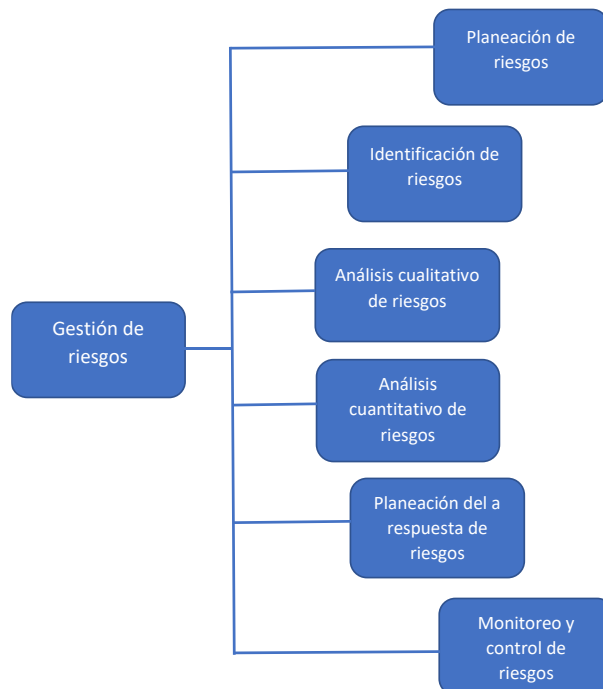 Planeación de
riesgos
Identificación de
riesgos
Análisis cualitativo
de riesgos
Gestión de
riesgos
Análisis
cuantitativo de
riesgos
Planeación del a
respuesta de
riesgos
Monitoreo y
control de
riesgos